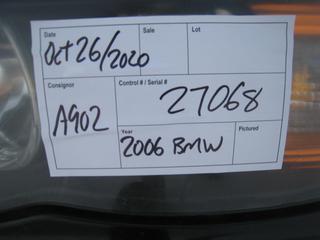 Date Sale Lot
Oct 26/2020
Consignor Control # / Serial #
A902 27068
Year Pictured
2006 BMW